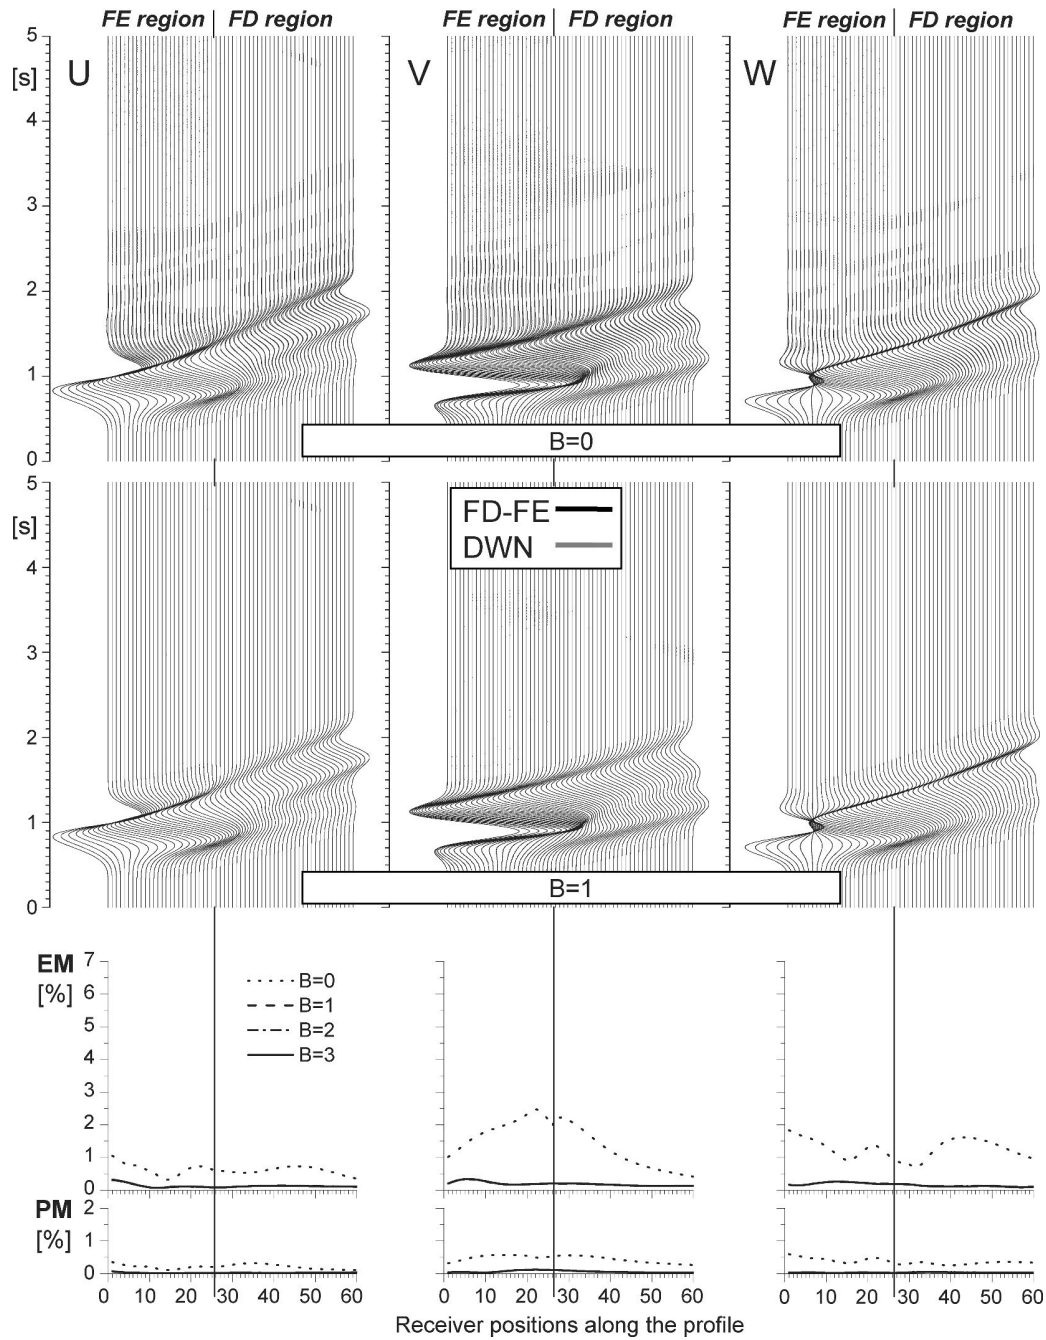 FE region FD region FE region FD region FE region FD region
5
[s] U V W
4
3
2
1
B=0
0
5
[s] FD-FE
DWN
4
3
2
1
B=1
0
EM
[%]
7
6
5
4
3
2
1
0
B=0
B=1
B=2
B=3
PM
[%]
2
1
0
0 10 20 30 40 50 60 0 10 20 30 40 50 60 0 10 20 30 40 50 60
Receiver positions along the profile